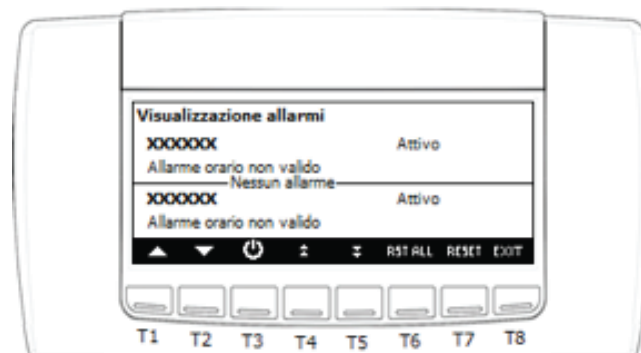 Visualizzazione allarmi
XXXXXX Attivo
Allarme orario non valido
Nessun allarme
XXXXXX Attivo
Allarme orario non valido
RST ALL RESET EXIT
T1 T2 T3 T4 T5 T6 T7 T8